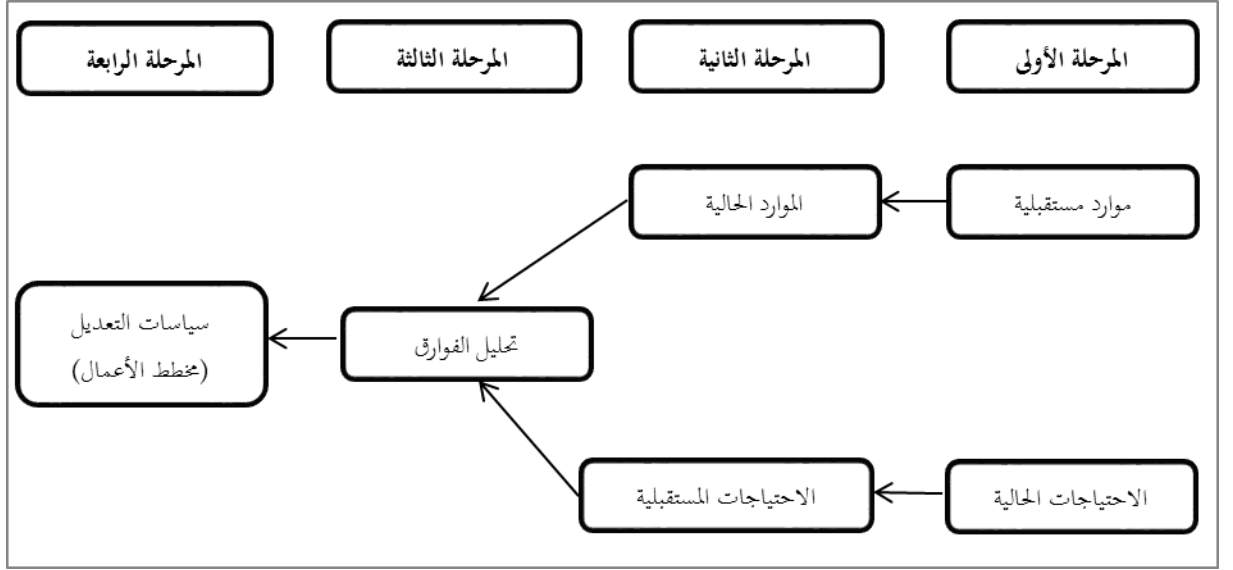 المرحلة الأولى
المرحلة الثانية
المرحلة الثالثة
المرحلة الرابعة
موارد مستقبلية
الموارد الحالية
تحليل الفوارق
سياسات التعديل
(مخطط الأعمال)
الاحتياجات الحالية
الاحتياجات المستقبلية